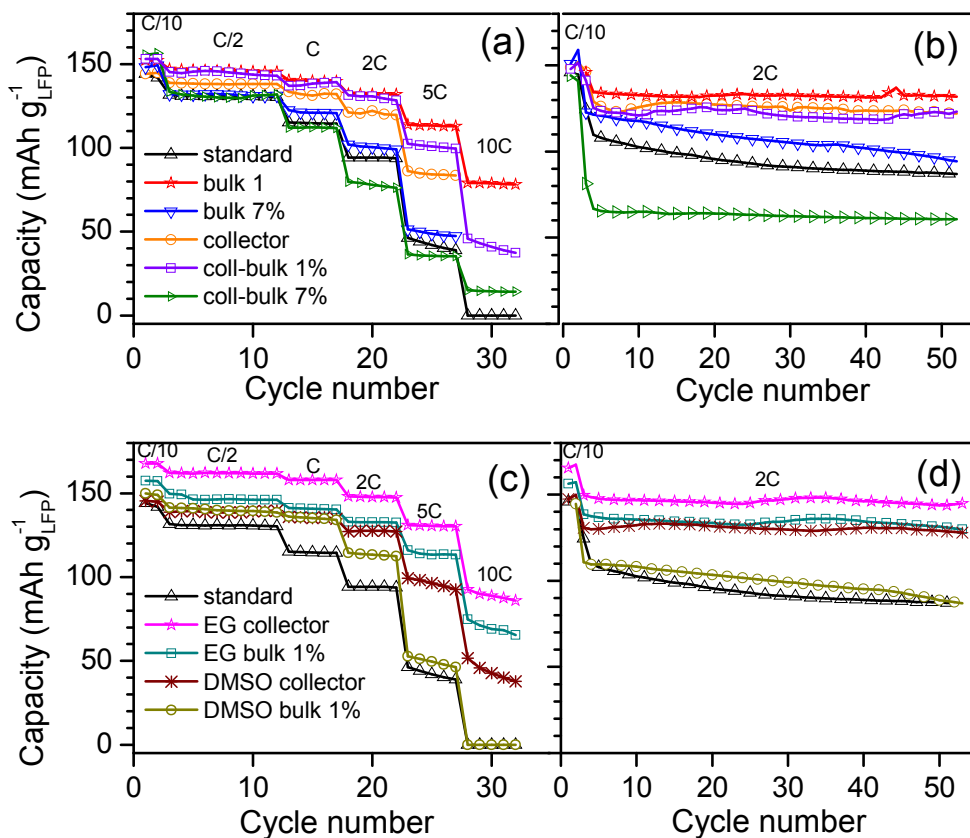 C/10
C/2
C
2C
5C
10C
(a)
150
100
50
0
Capacity (mAh g⁻¹LFP)
standard
bulk 1
bulk 7%
collector
coll-bulk 1%
coll-bulk 7%
0 10 20 30
Cycle number
C/10
2C
(b)
0 10 20 30 40 50
Cycle number
C/10
C/2
C
2C
5C
10C
(c)
150
100
50
0
Capacity (mAh g⁻¹LFP)
standard
EG collector
EG bulk 1%
DMSO collector
DMSO bulk 1%
0 10 20 30
Cycle number
C/10
2C
(d)
0 10 20 30 40 50
Cycle number